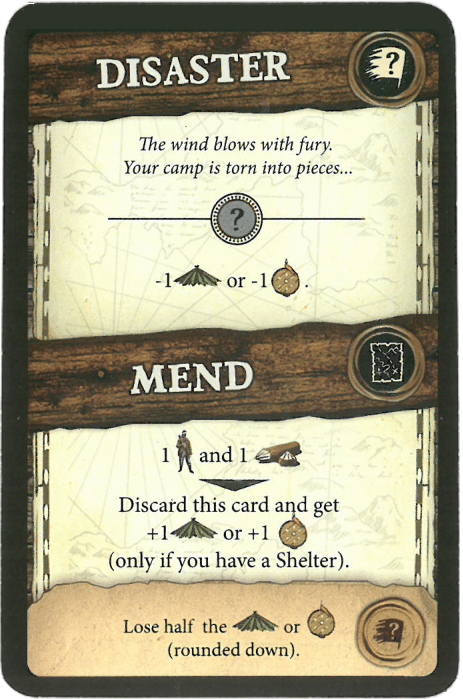 DISASTER
?
The wind blows with fury.
Your camp is torn into pieces...
?
-1 or -1 .
MEND
1 and 1
Discard this card and get
+1 or +1
(only if you have a Shelter).
Lose half the or
(rounded down).
?